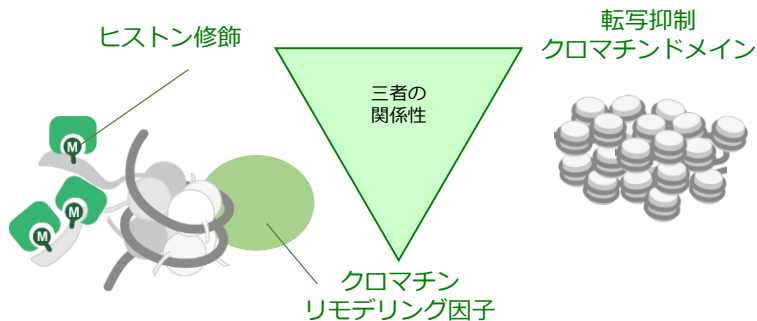 ヒストン修飾
転写抑制
クロマチンドメイン
三者の
関係性
M
M
M
クロマチン
リモデリング因子